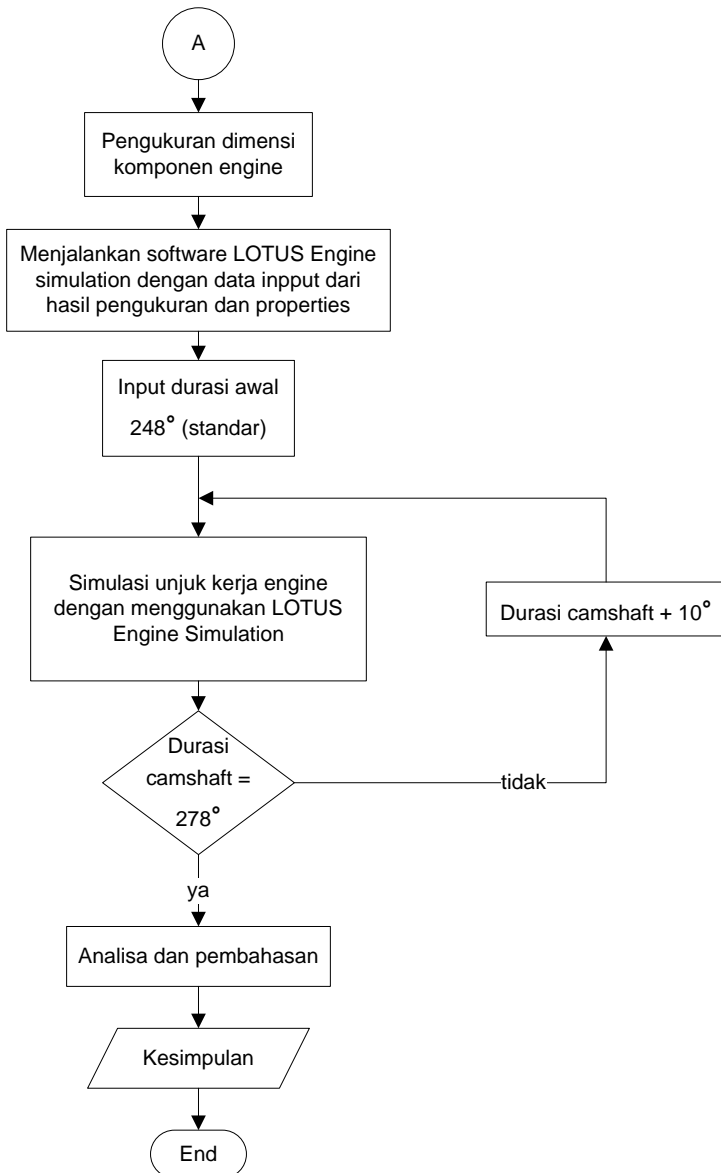 A
Pengukuran dimensi
komponen engine
Menjalankan software LOTUS Engine
simulation dengan data inpput dari
hasil pengukuran dan properties
Input durasi awal
248° (standar)
Simulasi unjuk kerja engine
dengan menggunakan LOTUS
Engine Simulation
Durasi camshaft + 10°
Durasi
camshaft =
278°
tidak
ya
Analisa dan pembahasan
Kesimpulan
End